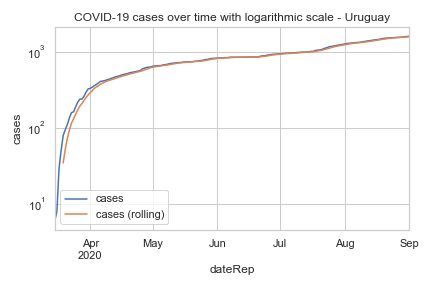 COVID-19 cases over time with logarithmic scale - Uruguay
10³
10²
10¹
cases
cases
cases (rolling)
Apr May Jun Jul Aug Sep
2020
dateRep